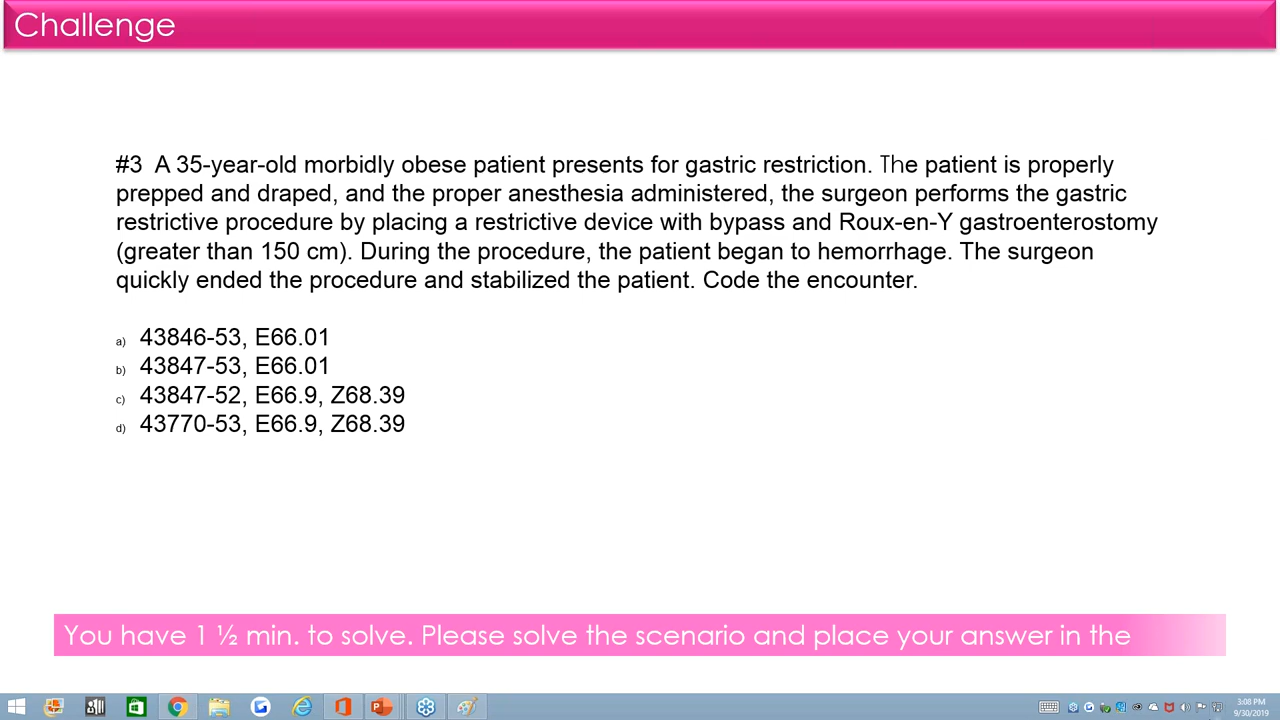 Challenge
#3 A 35-year-old morbidly obese patient presents for gastric restriction. The patient is properly
prepped and draped, and the proper anesthesia administered, the surgeon performs the gastric
restrictive procedure by placing a restrictive device with bypass and Roux-en-Y gastroenterostomy
(greater than 150 cm). During the procedure, the patient began to hemorrhage. The surgeon
quickly ended the procedure and stabilized the patient. Code the encounter.
a) 43846-53, E66.01
b) 43847-53, E66.01
c) 43847-52, E66.9, Z68.39
d) 43770-53, E66.9, Z68.39
You have 1 ½ min. to solve. Please solve the scenario and place your answer in the
3:08 PM
9/30/2019